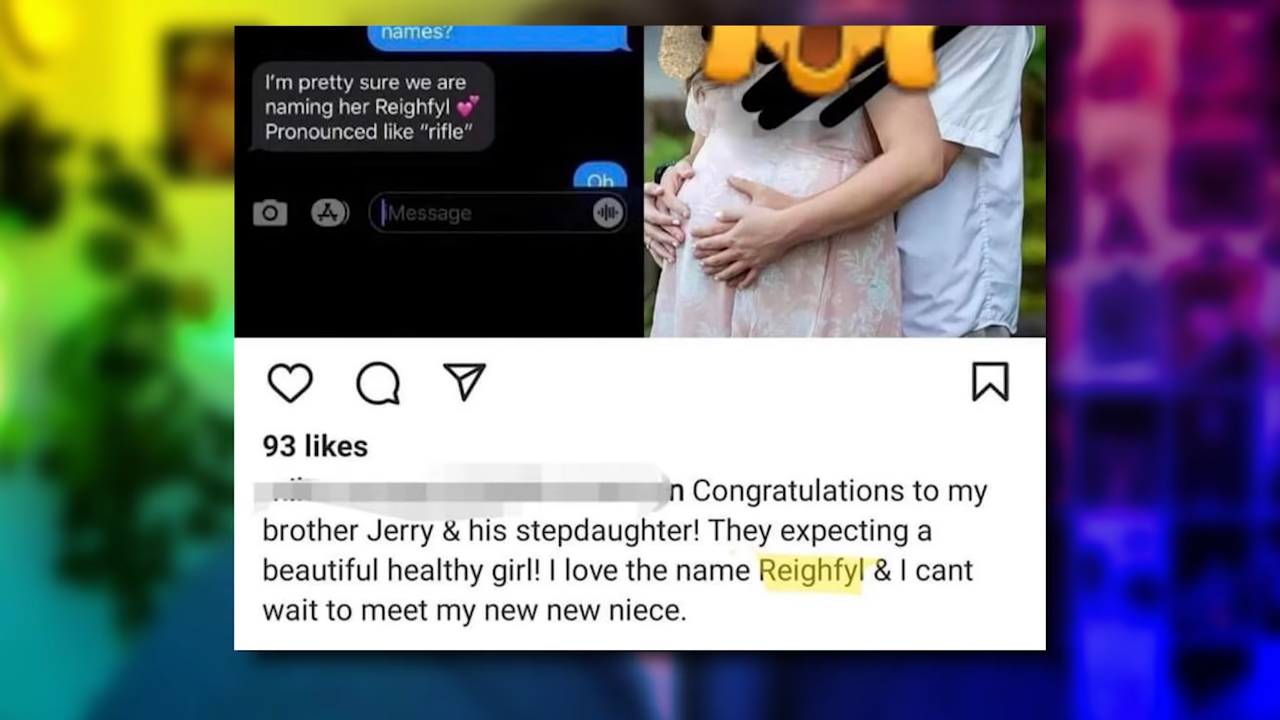 names?
I'm pretty sure we are
naming her Reighfyl 💕
Pronounced like "rifle"
Oh
iMessage
93 likes
Congratulations to my
brother Jerry & his stepdaughter! They expecting a
beautiful healthy girl! I love the name Reighfyl & I cant
wait to meet my new new niece.